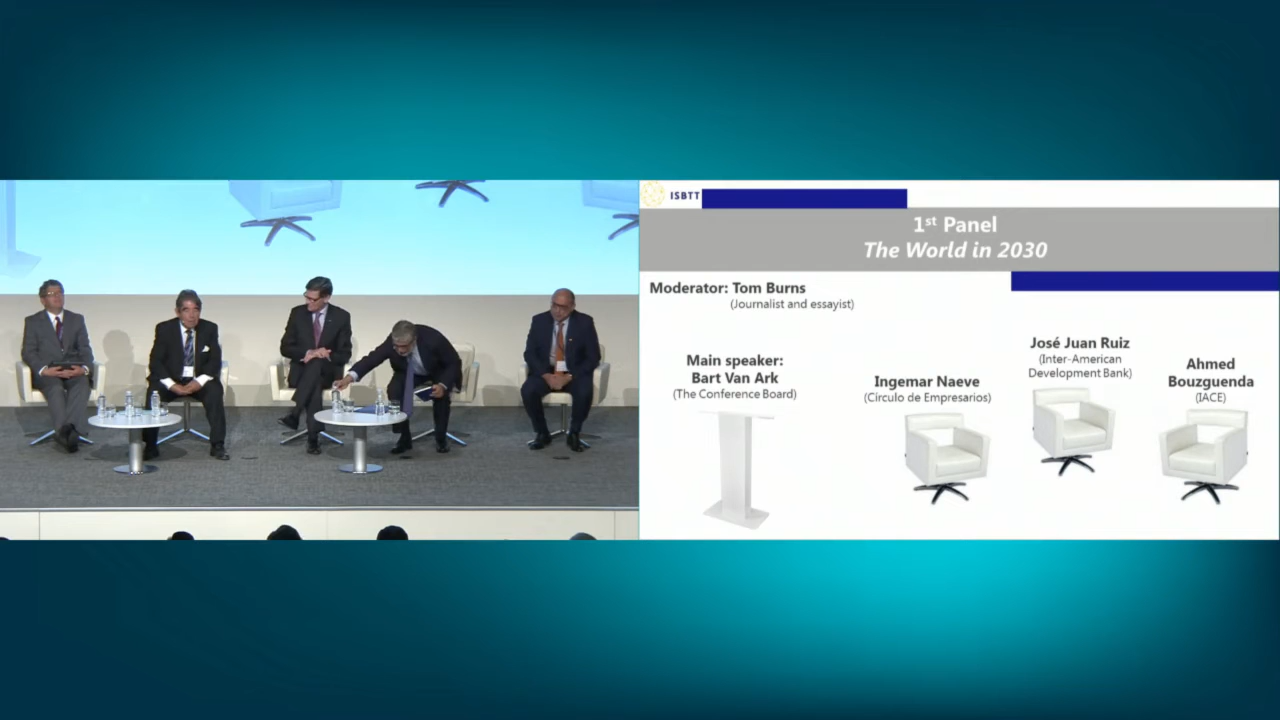 ISBTT
1st Panel
The World in 2030
Moderator: Tom Burns
(Journalist and essayist)
Main speaker:
Bart Van Ark
(The Conference Board)
Ingemar Naeve
(Círculo de Empresarios)
José Juan Ruiz
(Inter-American
Development Bank)
Ahmed
Bouzguenda
(IACE)